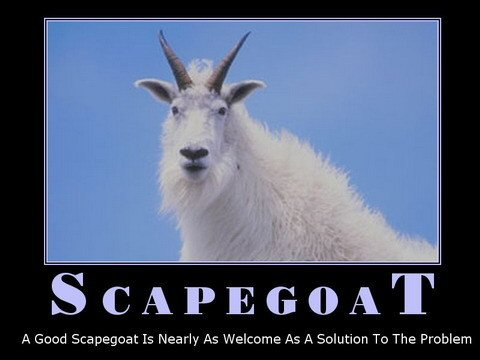 SCAPEGOAT
A Good Scapegoat Is Nearly As Welcome As A Solution To The Problem